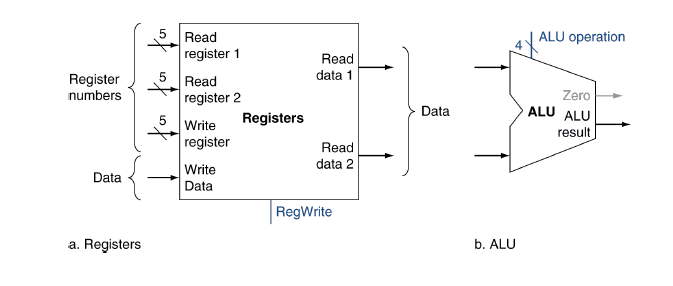 5
Read
register 1
5
Read
register 2
5
Write
register
Write
Data
Register
numbers
Data
Registers
Read
data 1
Read
data 2
Data
RegWrite
a. Registers
4
ALU operation
Zero
ALU
ALU
result
b. ALU